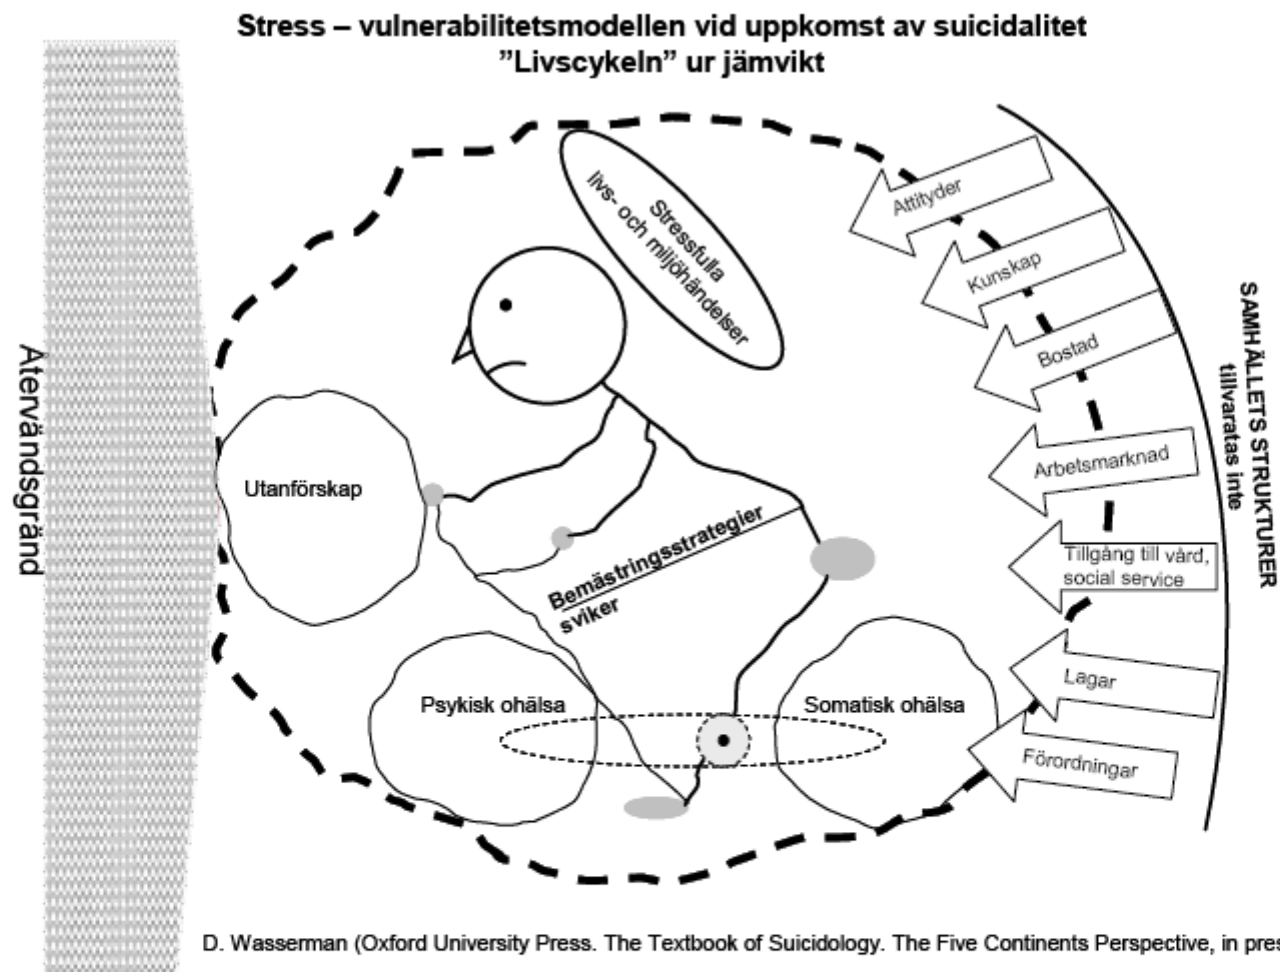 Stress – vulnerabilitetsmodellen vid uppkomst av suicidalitet
”Livscykeln” ur jämvikt
Stressfulla
livs- och miljöhändelser
Attityder
Kunskap
Bostad
Arbetsmarknad
Tillgång till vård,
social service
Lagar
Förordningar
SAMHÄLLETS STRUKTURER
tillvaratas inte
Återvändsgränd
Utanförskap
Bemästringsstrategier
sviker
Psykisk ohälsa
Somatisk ohälsa
D. Wasserman (Oxford University Press. The Textbook of Suicidology. The Five Continents Perspective, in pres